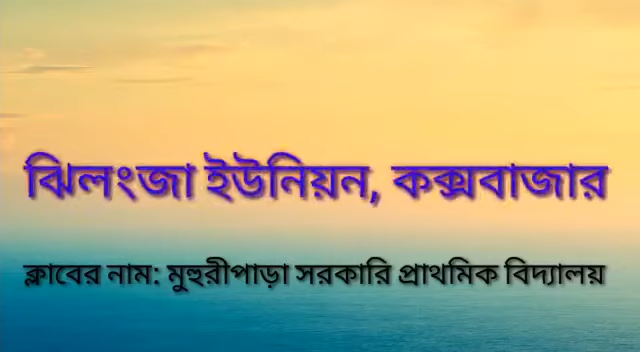 ঝিলংজা ইউনিয়ন, কক্সবাজার
ক্লাবের নাম: মুহুরীপাড়া সরকারি প্রাথমিক বিদ্যালয়